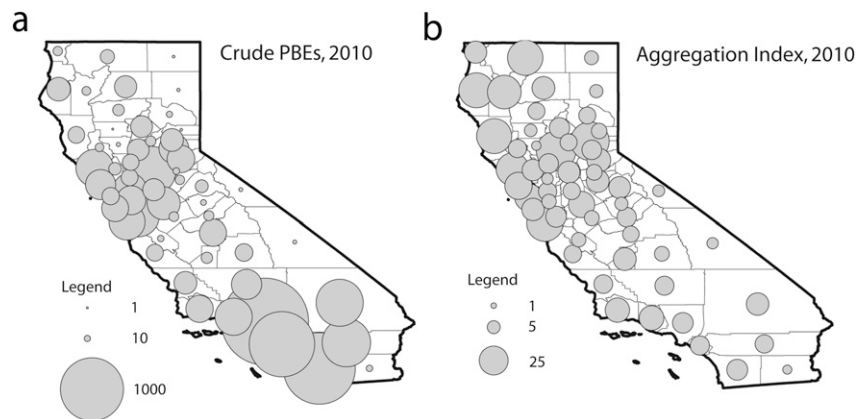 a
Crude PBEs, 2010
Legend
1
10
1000
b
Aggregation Index, 2010
Legend
1
5
25